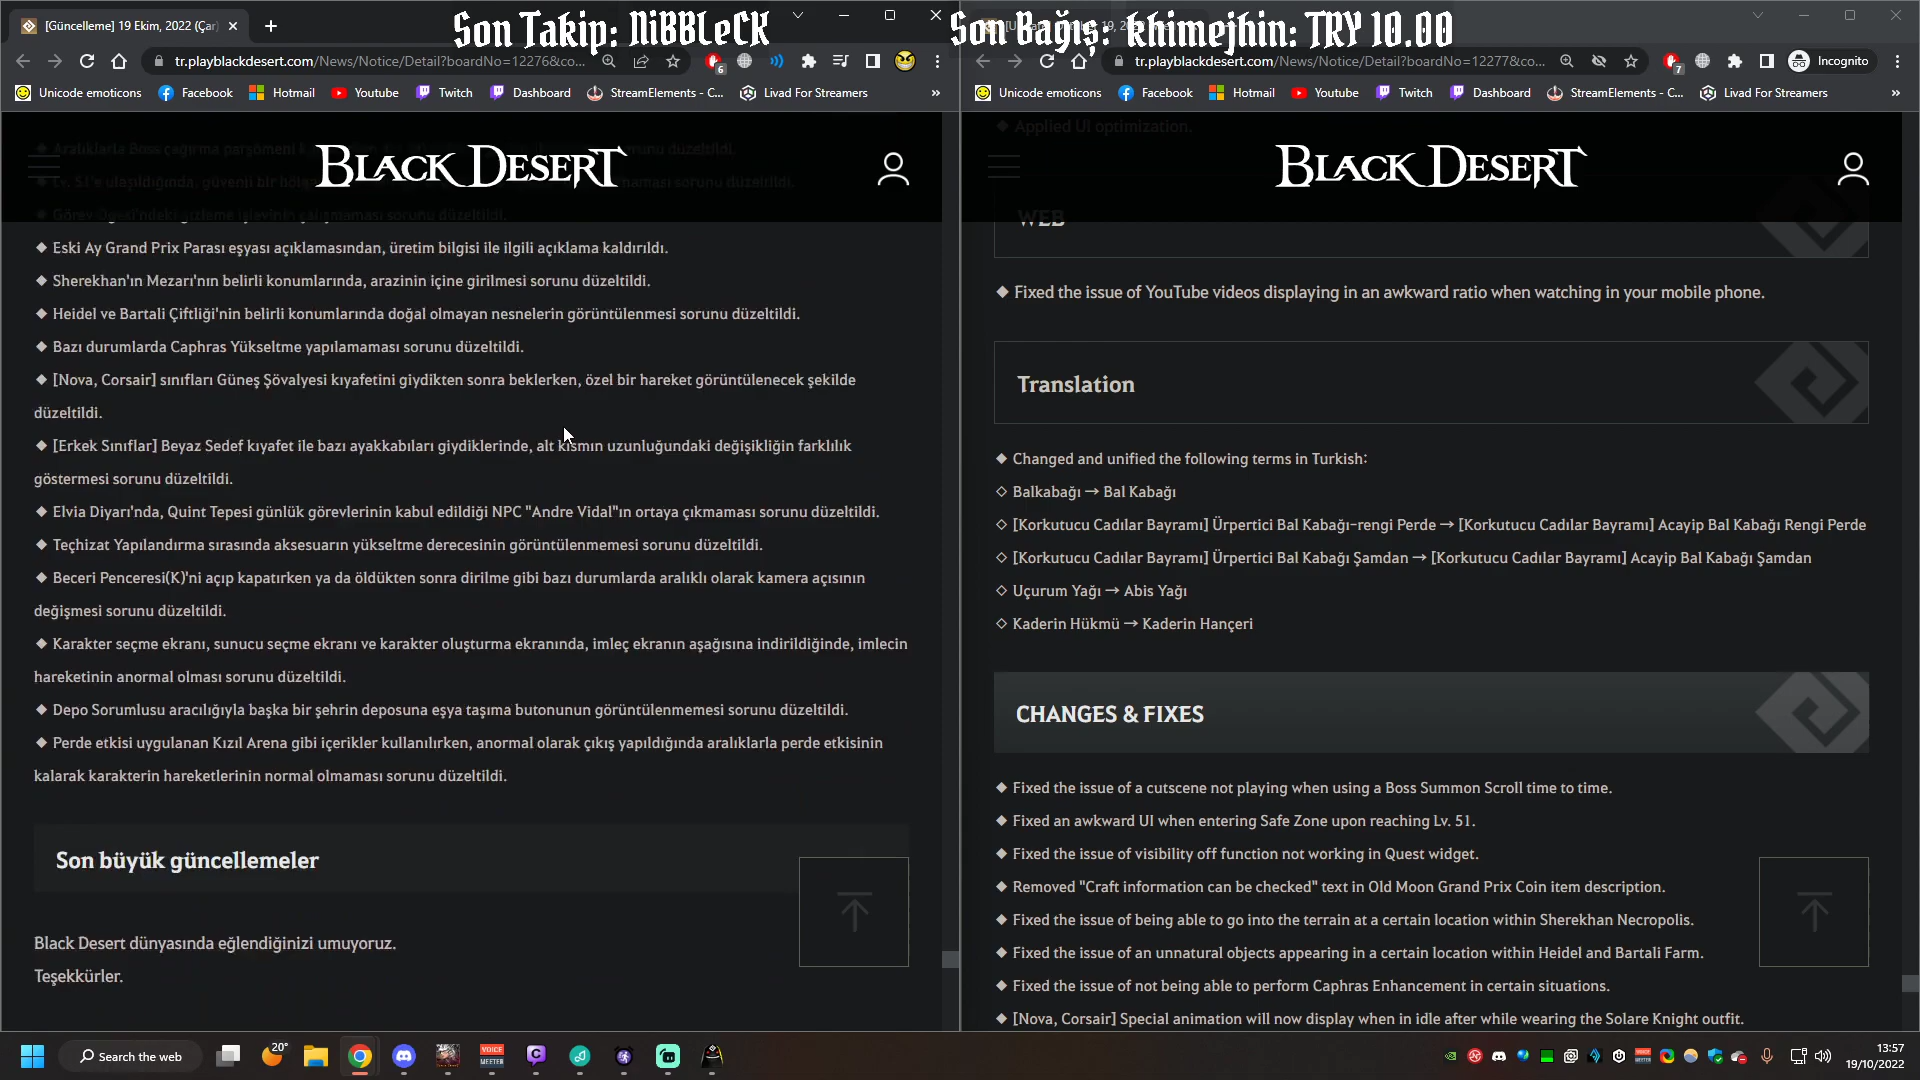 Son Takip: NiBBLeCK
Son Bağış: khimejhin: TRY 10.00
[Güncelleme] 19 Ekim, 2022 (Çar)
tr.playblackdesert.com/News/Notice/Detail?boardNo=12276&co...
6
Unicode emoticons
Facebook
Hotmail
Youtube
Twitch
Dashboard
StreamElements - C...
Livad For Streamers
»
BLACK DESERT
◆ Aralıklarla Boss çağırma parşömeni
sorunu düzeltildi.
◆ Lv. 51'e ulaşıldığında, güvenli bir
sorunu düzeltildi.
◆ Görev Ögesi'ndeki gizleme işlevinin çalışmaması sorunu düzeltildi.
◆ Eski Ay Grand Prix Parası eşyası açıklamasından, üretim bilgisi ile ilgili açıklama kaldırıldı.
◆ Sherekhan'ın Mezarı'nın belirli konumlarında, arazinin içine girilmesi sorunu düzeltildi.
◆ Heidel ve Bartali Çiftliği'nin belirli konumlarında doğal olmayan nesnelerin görüntülenmesi sorunu düzeltildi.
◆ Bazı durumlarda Caphras Yükseltme yapılamaması sorunu düzeltildi.
◆ [Nova, Corsair] sınıfları Güneş Şövalyesi kıyafetini giydikten sonra beklerken, özel bir hareket görüntülenecek şekilde
düzeltildi.
◆ [Erkek Sınıflar] Beyaz Sedef kıyafet ile bazı ayakkabıları giydiklerinde, alt kısmın uzunluğundaki değişikliğin farklılık
göstermesi sorunu düzeltildi.
◆ Elvia Diyarı'nda, Quint Tepesi günlük görevlerinin kabul edildiği NPC "Andre Vidal"ın ortaya çıkmaması sorunu düzeltildi.
◆ Teçhizat Yapılandırma sırasında aksesuarın yükseltme derecesinin görüntülenmemesi sorunu düzeltildi.
◆ Beceri Penceresi(K)'ni açıp kapatırken ya da öldükten sonra dirilme gibi bazı durumlarda aralıklı olarak kamera açısının
değişmesi sorunu düzeltildi.
◆ Karakter seçme ekranı, sunucu seçme ekranı ve karakter oluşturma ekranında, imleç ekranın aşağısına indirildiğinde, imlecin
hareketinin anormal olması sorunu düzeltildi.
◆ Depo Sorumlusu aracılığıyla başka bir şehrin deposuna eşya taşıma butonunun görüntülenmemesi sorunu düzeltildi.
◆ Perde etkisi uygulanan Kızıl Arena gibi içerikler kullanılırken, anormal olarak çıkış yapıldığında aralıklarla perde etkisinin
kalarak karakterin hareketlerinin normal olmaması sorunu düzeltildi.
Son büyük güncellemeler
Black Desert dünyasında eğlendiğinizi umuyoruz.
Teşekkürler.
tr.playblackdesert.com/News/Notice/Detail?boardNo=12277&co...
7
Incognito
Unicode emoticons
Facebook
Hotmail
Youtube
Twitch
Dashboard
StreamElements - C...
Livad For Streamers
»
◆ Applied UI optimization.
BLACK DESERT
WEB
◆ Fixed the issue of YouTube videos displaying in an awkward ratio when watching in your mobile phone.
Translation
◆ Changed and unified the following terms in Turkish:
◇ Balkabağı → Bal Kabağı
◇ [Korkutucu Cadılar Bayramı] Ürpertici Bal Kabağı-rengi Perde → [Korkutucu Cadılar Bayramı] Acayip Bal Kabağı Rengi Perde
◇ [Korkutucu Cadılar Bayramı] Ürpertici Bal Kabağı Şamdan → [Korkutucu Cadılar Bayramı] Acayip Bal Kabağı Şamdan
◇ Uçurum Yağı → Abis Yağı
◇ Kaderin Hükmü → Kaderin Hançeri
CHANGES & FIXES
◆ Fixed the issue of a cutscene not playing when using a Boss Summon Scroll time to time.
◆ Fixed an awkward UI when entering Safe Zone upon reaching Lv. 51.
◆ Fixed the issue of visibility off function not working in Quest widget.
◆ Removed "Craft information can be checked" text in Old Moon Grand Prix Coin item description.
◆ Fixed the issue of being able to go into the terrain at a certain location within Sherekhan Necropolis.
◆ Fixed the issue of an unnatural objects appearing in a certain location within Heidel and Bartali Farm.
◆ Fixed the issue of not being able to perform Caphras Enhancement in certain situations.
◆ [Nova, Corsair] Special animation will now display when in idle after while wearing the Solare Knight outfit.
Search the web
20°
VOICE
MEETER
13:57
19/10/2022